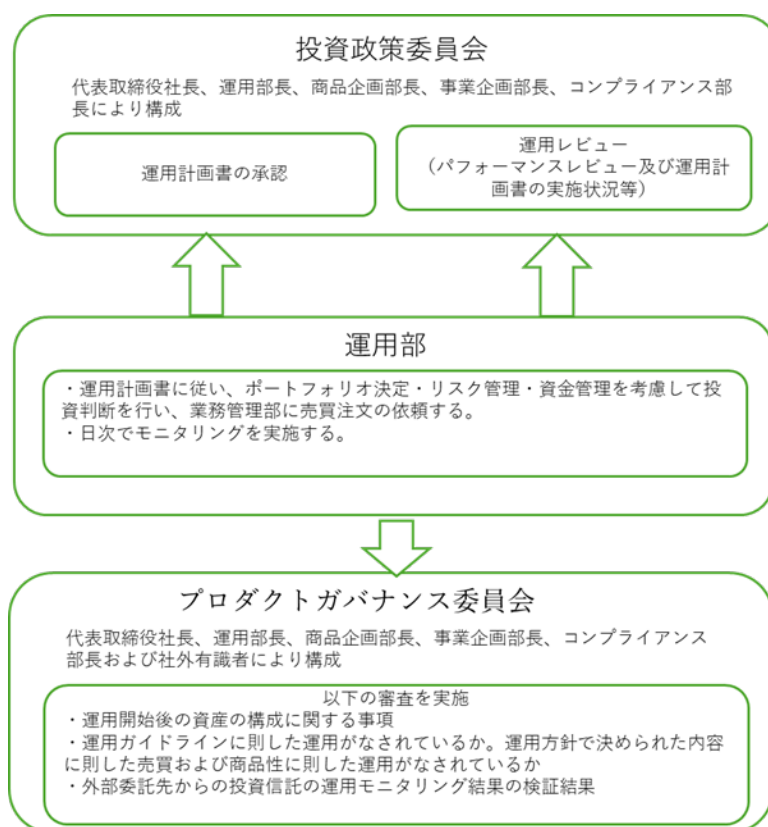 投資政策委員会
代表取締役社長、運用部長、商品企画部長、事業企画部長、コンプライアンス部
長により構成
運用計画書の承認
運用レビュー
（パフォーマンスレビュー及び運用計
画書の実施状況等）
運用部
・運用計画書に従い、ポートフォリオ決定・リスク管理・資金管理を考慮して投
資判断を行い、業務管理部に売買注文の依頼する。
・日次でモニタリングを実施する。
プロダクトガバナンス委員会
代表取締役社長、運用部長、商品企画部長、事業企画部長、コンプライアンス
部長および社外有識者により構成
以下の審査を実施
・運用開始後の資産の構成に関する事項
・運用ガイドラインに則した運用がなされているか。運用方針で決められた内容
に則した売買および商品性に則した運用がなされているか
・外部委託先からの投資信託の運用モニタリング結果の検証結果